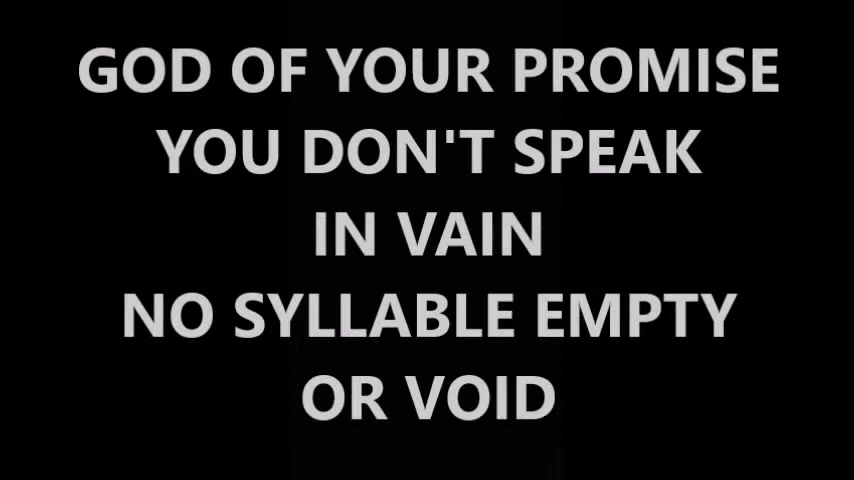 GOD OF YOUR PROMISE
YOU DON'T SPEAK
IN VAIN
NO SYLLABLE EMPTY
OR VOID